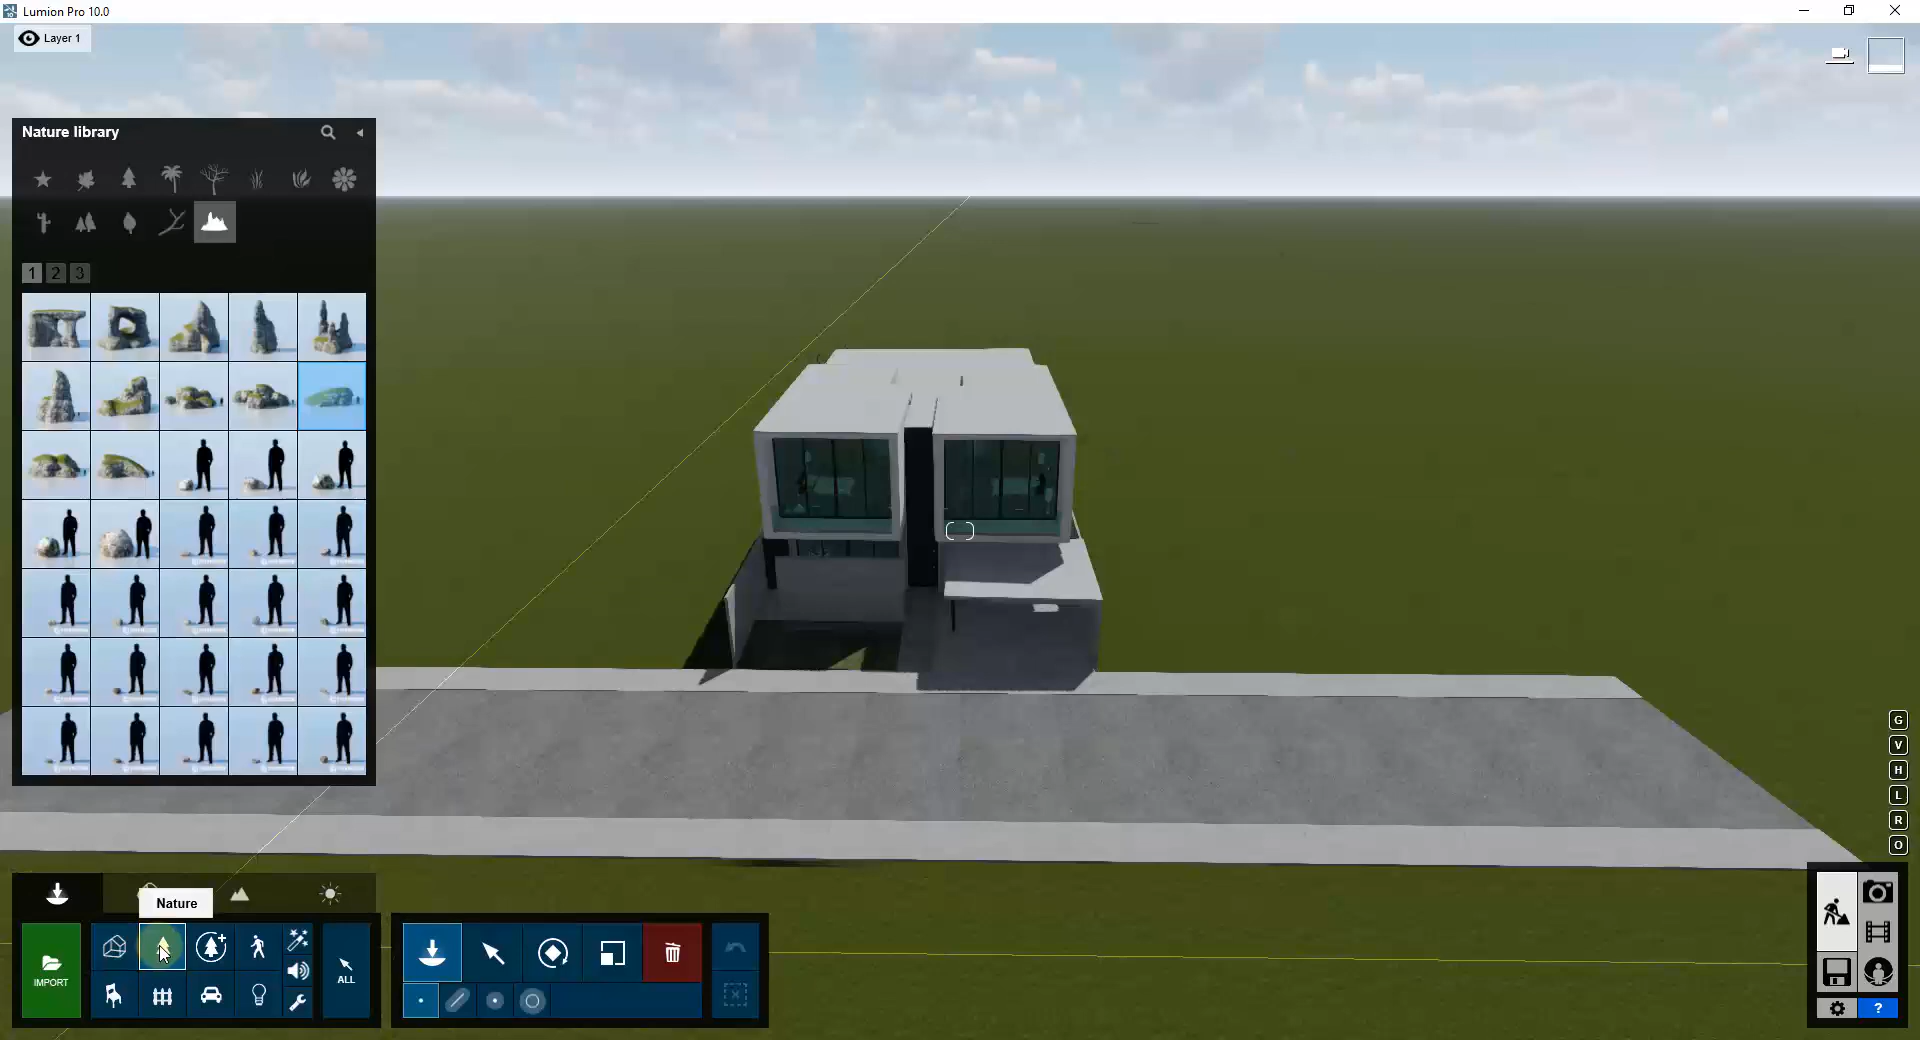 Lumion Pro 10.0
Layer 1
Nature library
1 2 3
G
V
H
L
R
O
Nature
IMPORT
ALL
?